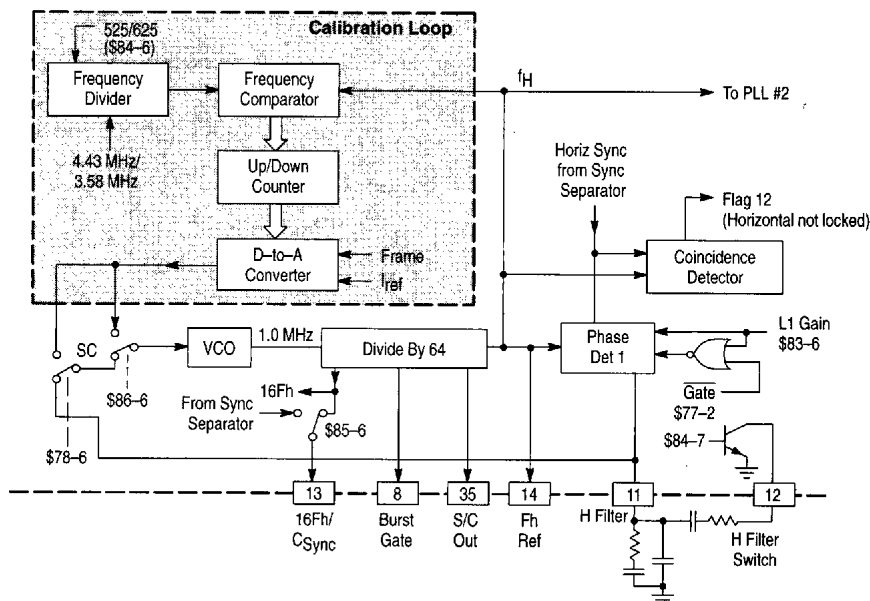 Calibration Loop
525/625
($84–6)
Frequency
Divider
Frequency
Comparator
fH
To PLL #2
4.43 MHz/
3.58 MHz
Up/Down
Counter
Horiz Sync
from Sync
Separator
Flag 12
(Horizontal not locked)
D–to–A
Converter
Frame
Iref
Coincidence
Detector
SC
VCO
1.0 MHz
Divide By 64
Phase
Det 1
L1 Gain
$83–6
$86–6
16Fh
From Sync
Separator
$85–6
Gate
$77–2
$84–7
$78–6
13
8
35
14
11
12
16Fh/
CSync
Burst
Gate
S/C
Out
Fh
Ref
H Filter
H Filter
Switch